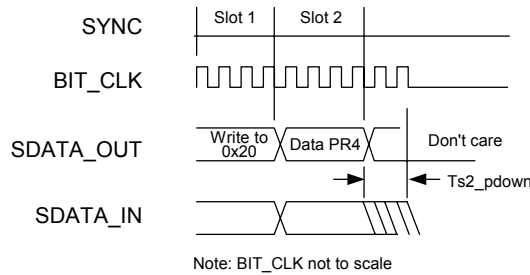 Slot 1 Slot 2
SYNC
BIT_CLK
SDATA_OUT
Write to
0x20
Data PR4
Don't care
Ts2_pdown
SDATA_IN
Note: BIT_CLK not to scale